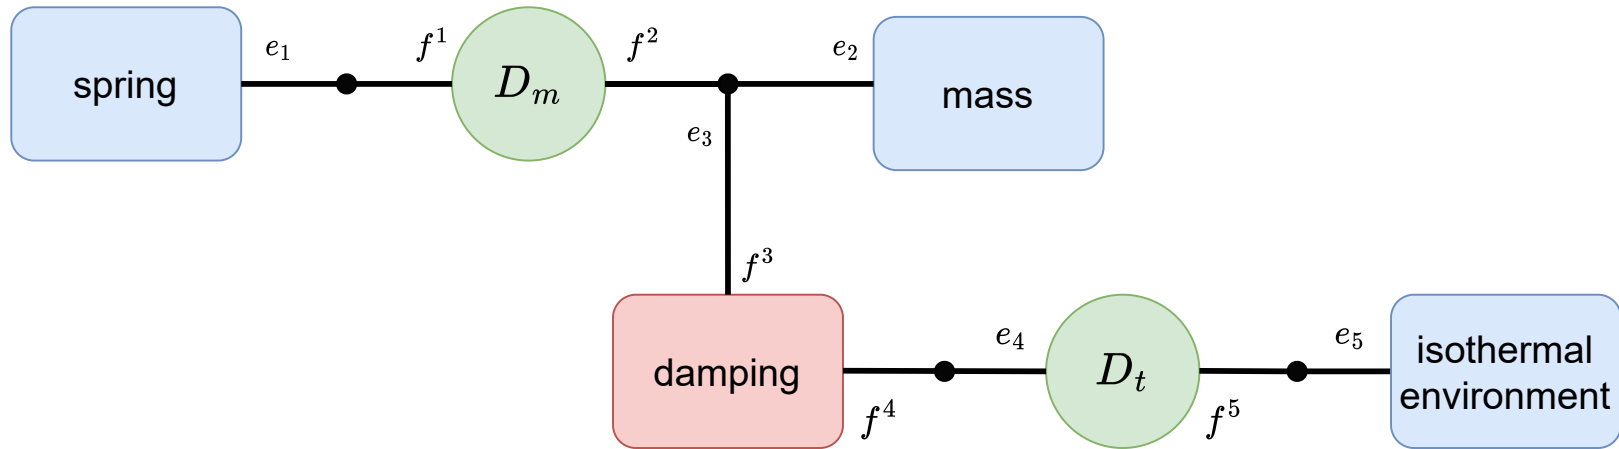 e₁
f¹
f²
e₂
spring
Dₘ
mass
e₃
f³
e₄
e₅
damping
Dₜ
isothermal
environment
f⁴
f⁵